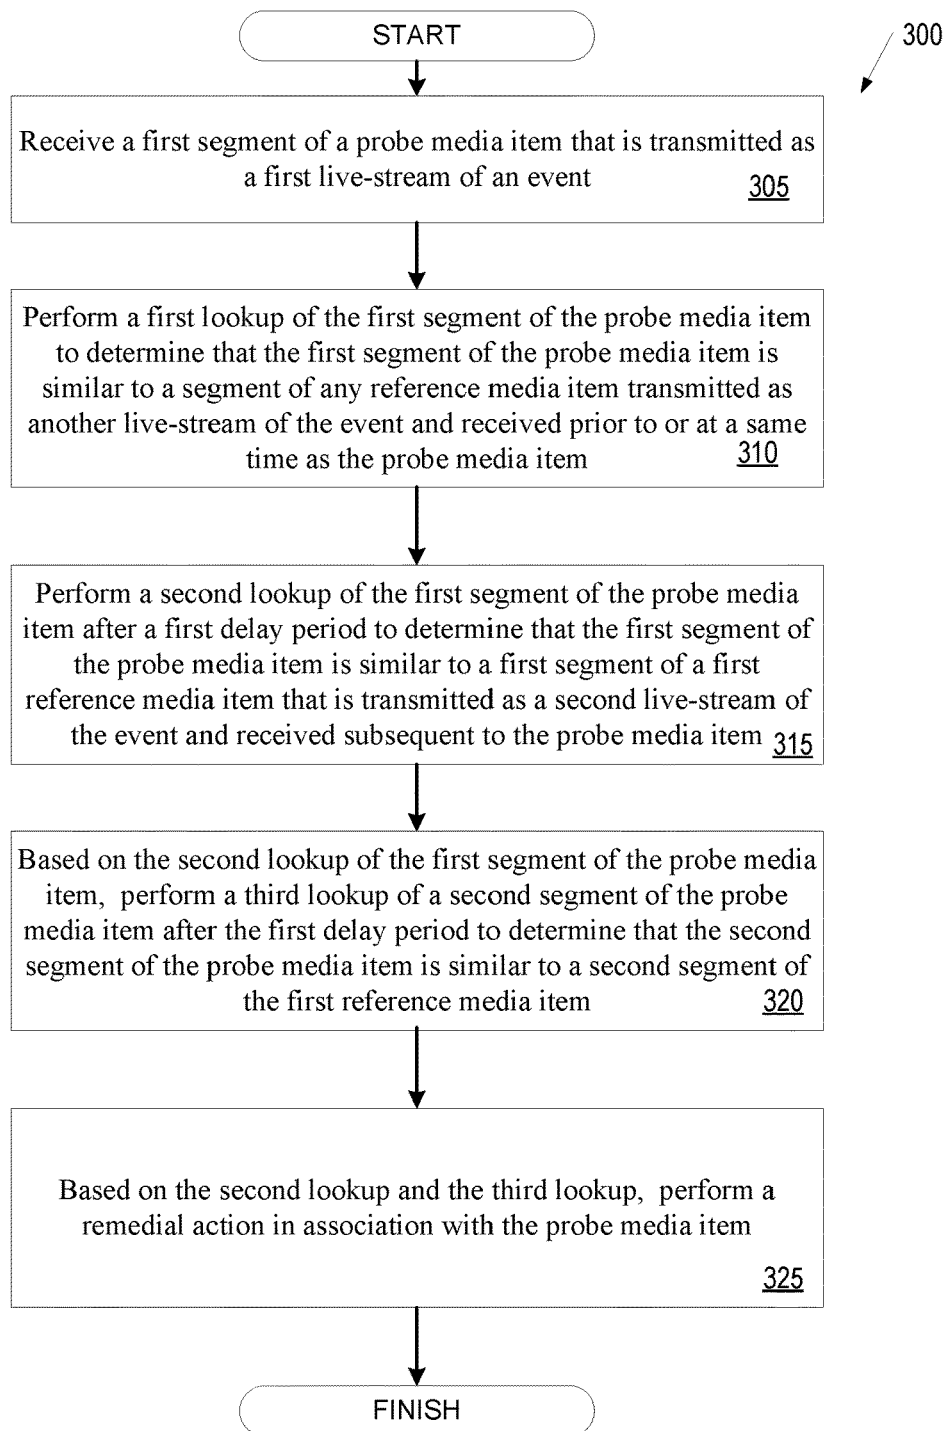 START
300
Receive a first segment of a probe media item that is transmitted as
a first live-stream of an event
305
Perform a first lookup of the first segment of the probe media item
to determine that the first segment of the probe media item is
similar to a segment of any reference media item transmitted as
another live-stream of the event and received prior to or at a same
time as the probe media item
310
Perform a second lookup of the first segment of the probe media
item after a first delay period to determine that the first segment of
the probe media item is similar to a first segment of a first
reference media item that is transmitted as a second live-stream of
the event and received subsequent to the probe media item
315
Based on the second lookup of the first segment of the probe media
item, perform a third lookup of a second segment of the probe
media item after the first delay period to determine that the second
segment of the probe media item is similar to a second segment of
the first reference media item
320
Based on the second lookup and the third lookup, perform a
remedial action in association with the probe media item
325
FINISH